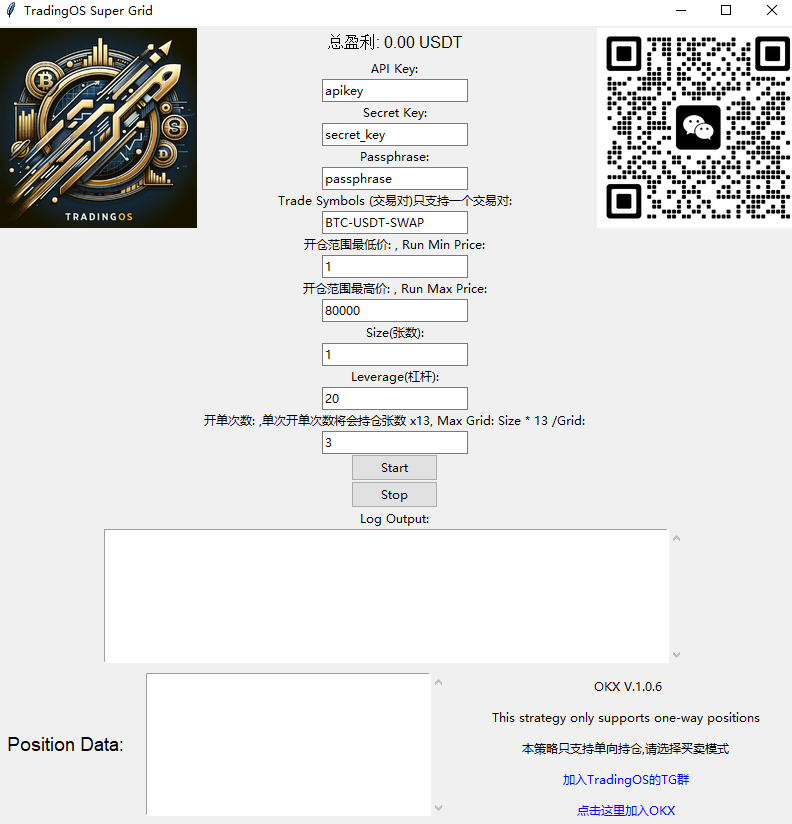 TradingOS Super Grid
总盈利: 0.00 USDT
API Key:
apikey
Secret Key:
secret_key
Passphrase:
passphrase
Trade Symbols (交易对)只支持一个交易对:
BTC-USDT-SWAP
开仓范围最低价: , Run Min Price:
1
开仓范围最高价: , Run Max Price:
80000
Size(张数):
1
Leverage(杠杆):
20
开单次数: ,单次开单次数将会持仓张数 x13, Max Grid: Size * 13 /Grid:
3
Start
Stop
Log Output:
TRADINGOS
Position Data:
OKX V.1.0.6
This strategy only supports one-way positions
本策略只支持单向持仓,请选择买卖模式
加入TradingOS的TG群
点击这里加入OKX